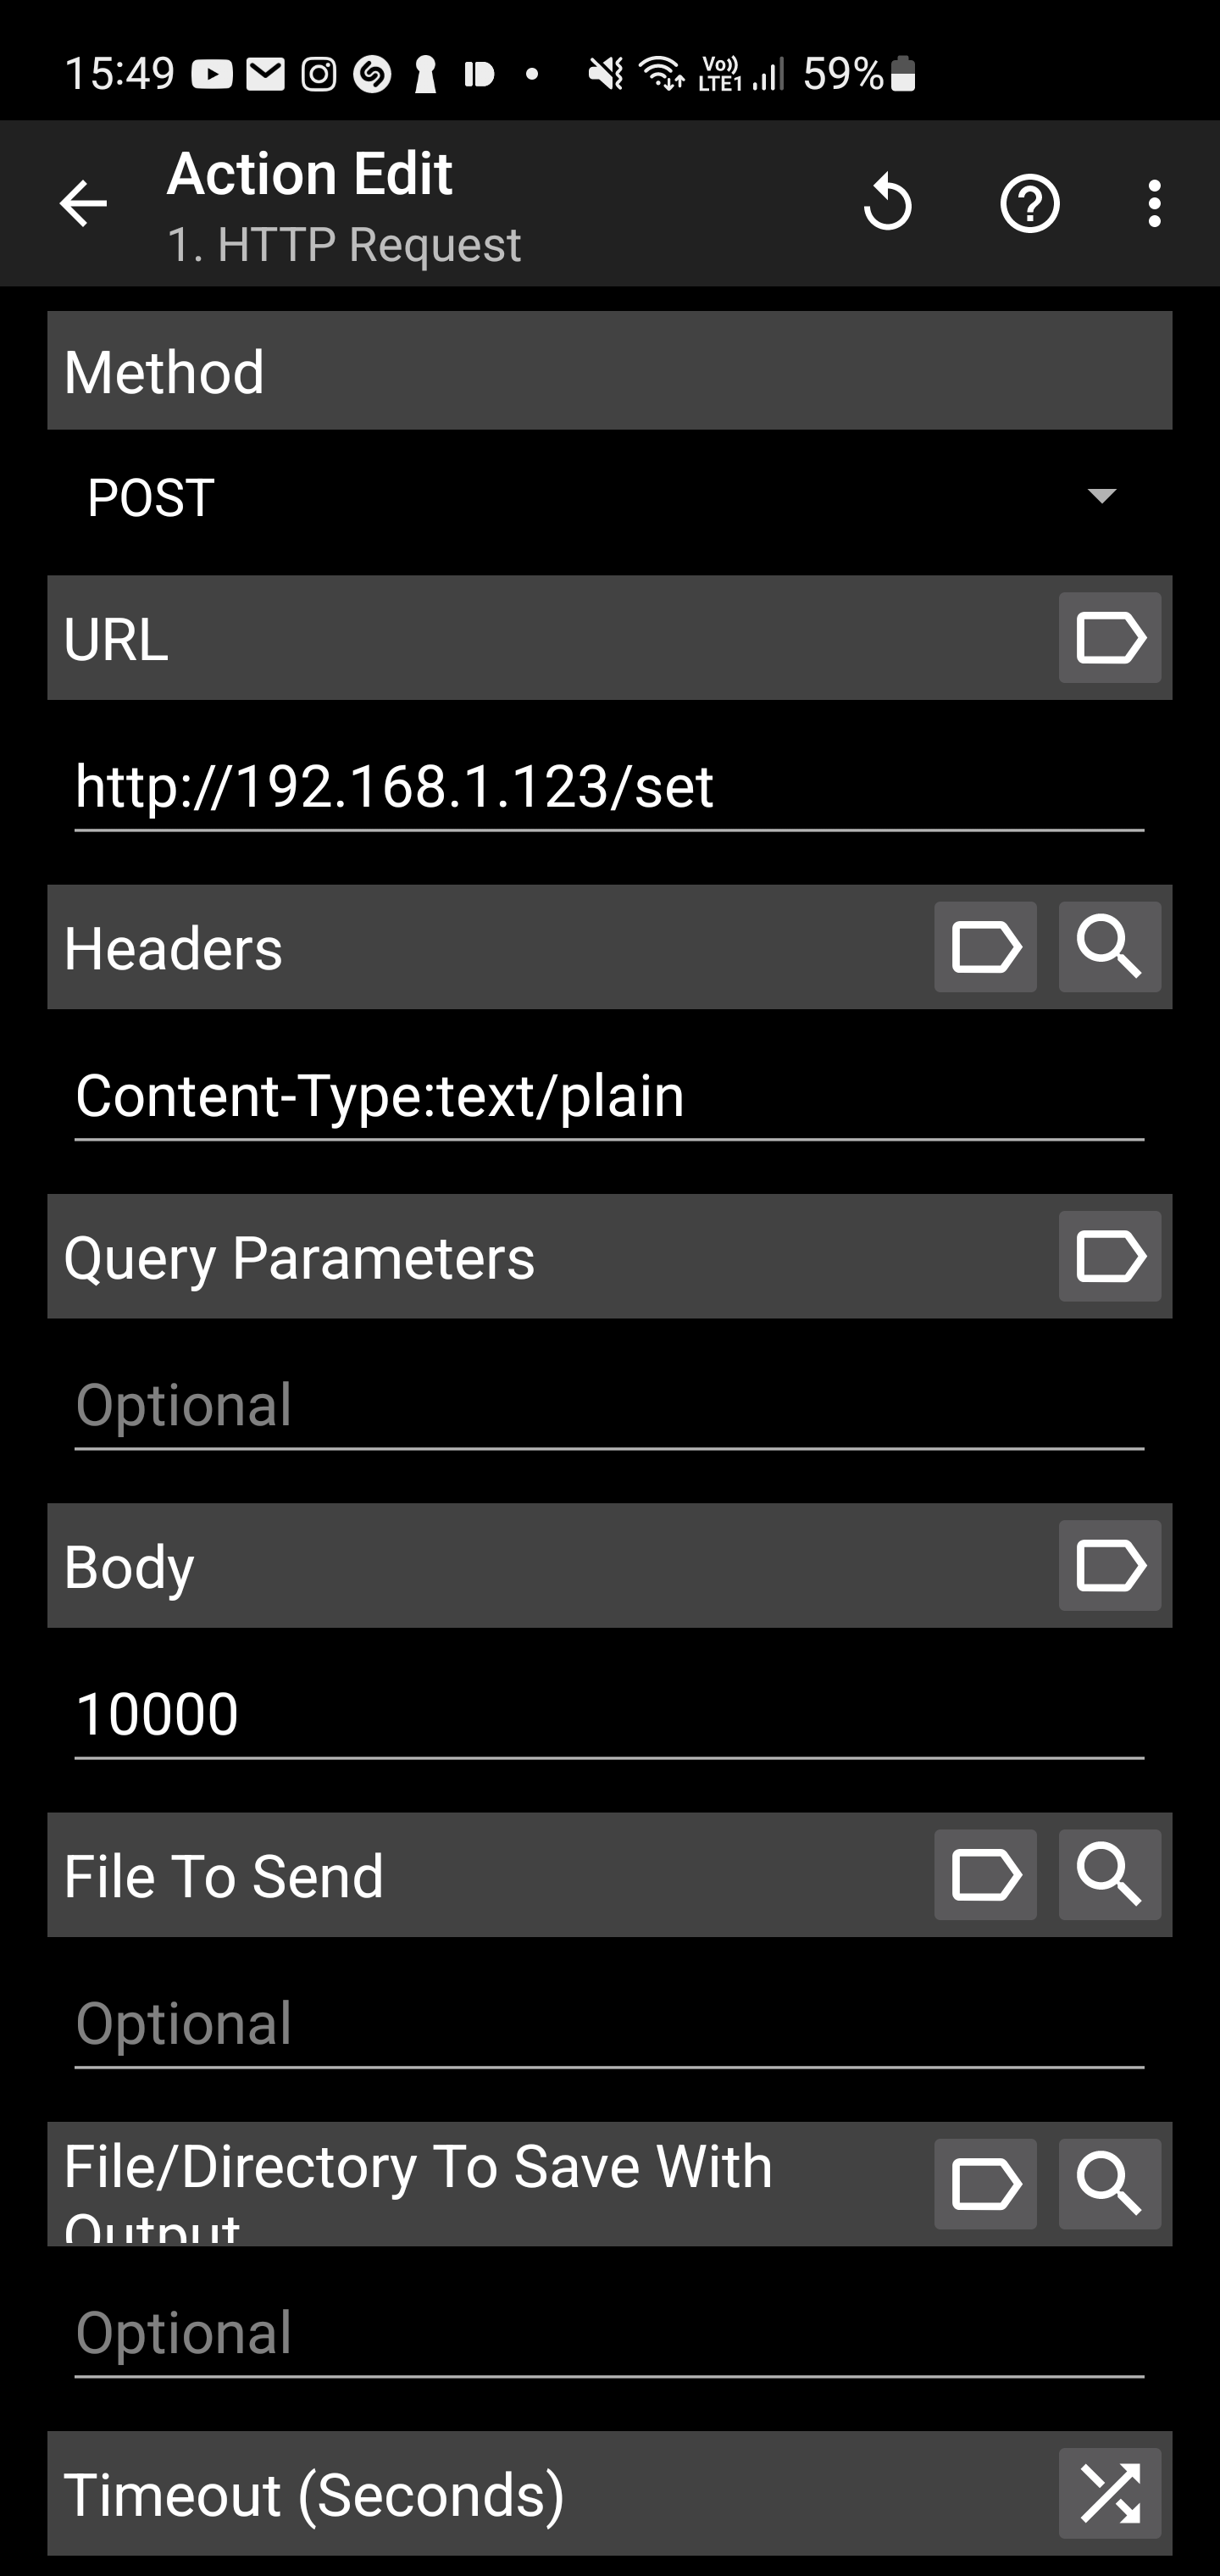 15:49 Vo)) LTE1 59%
Action Edit
1. HTTP Request
Method
POST
URL
http://192.168.1.123/set
Headers
Content-Type:text/plain
Query Parameters
Optional
Body
10000
File To Send
Optional
File/Directory To Save With
Output
Optional
Timeout (Seconds)